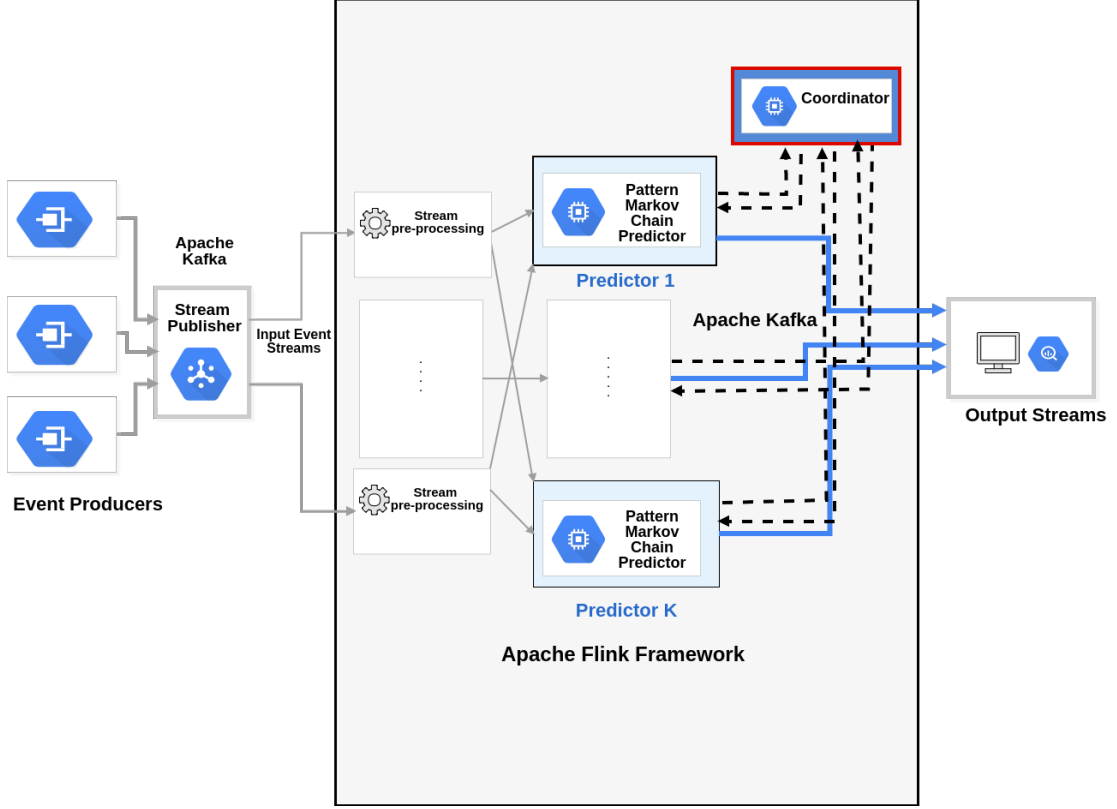 Coordinator
Pattern
Markov
Chain
Predictor
Predictor 1
Stream
pre-processing
Apache
Kafka
Stream
Publisher
Input Event
Streams
Apache Kafka
Output Streams
Event Producers
Stream
pre-processing
Pattern
Markov
Chain
Predictor
Predictor K
Apache Flink Framework